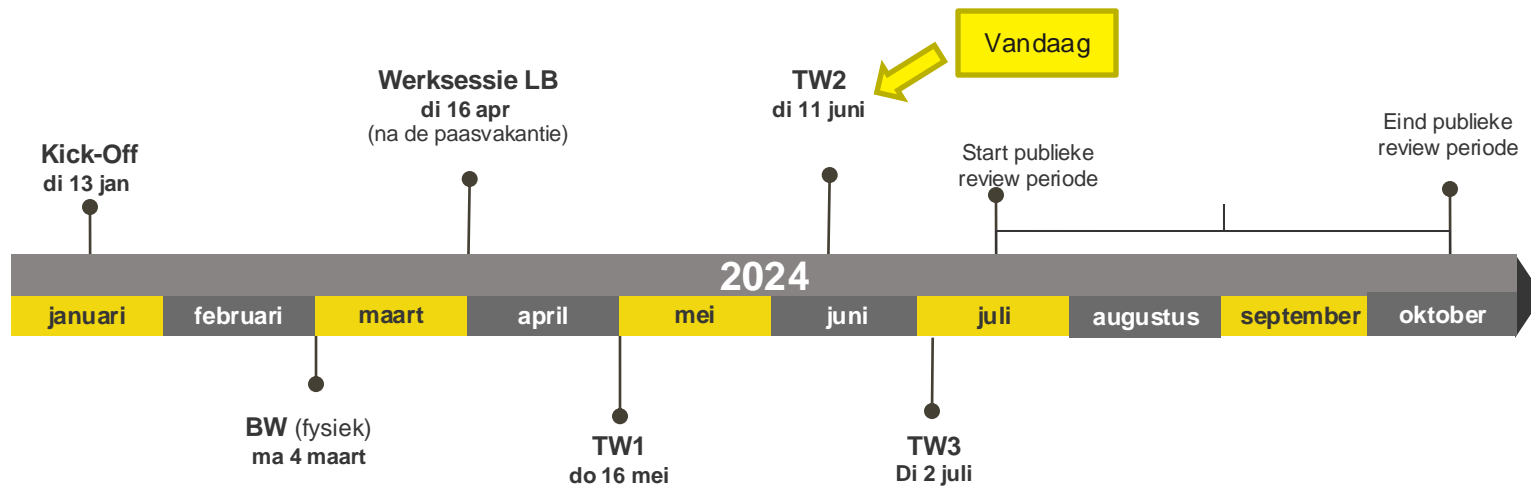 Vandaag
Werksessie LB
di 16 apr
(na de paasvakantie)
TW2
di 11 juni
Kick-Off
di 13 jan
Start publieke
review periode
Eind publieke
review periode
2024
januari
februari
maart
april
mei
juni
juli
augustus
september
oktober
BW (fysiek)
ma 4 maart
TW1
do 16 mei
TW3
Di 2 juli